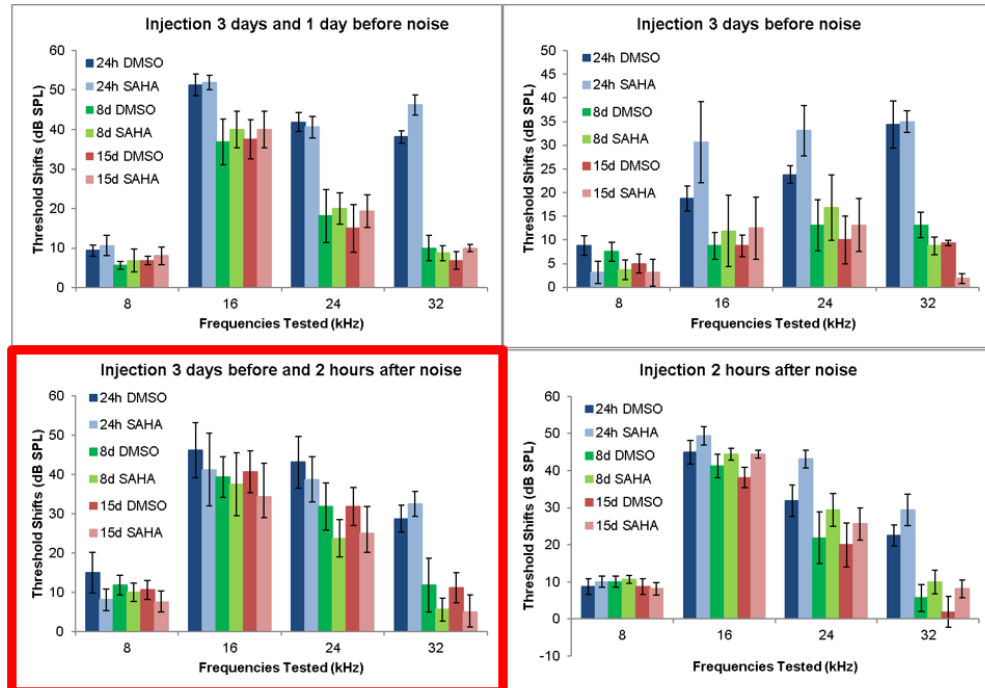 Injection 3 days and 1 day before noise
60
50
40
30
20
10
0
Threshold Shifts (dB SPL)
24h DMSO
24h SAHA
8d DMSO
8d SAHA
15d DMSO
15d SAHA
8 16 24 32
Frequencies Tested (kHz)
Injection 3 days before noise
50
45
40
35
30
25
20
15
10
5
0
Threshold Shifts (dB SPL)
24h DMSO
24h SAHA
8d DMSO
8d SAHA
15d DMSO
15d SAHA
8 16 24 32
Frequencies Tested (kHz)
Injection 3 days before and 2 hours after noise
60
50
40
30
20
10
0
Threshold Shifts (dB SPL)
24h DMSO
24h SAHA
8d DMSO
8d SAHA
15d DMSO
15d SAHA
8 16 24 32
Frequencies Tested (kHz)
Injection 2 hours after noise
60
50
40
30
20
10
0
-10
Threshold Shifts (dB SPL)
24h DMSO
24h SAHA
8d DMSO
8d SAHA
15d DMSO
15d SAHA
8 16 24 32
Frequencies Tested (kHz)